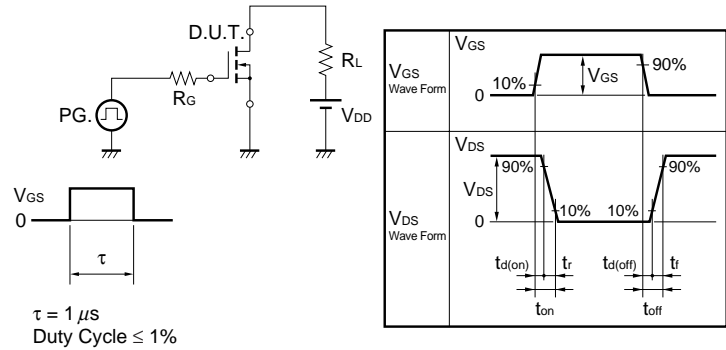 D.U.T.
RL
RG
PG.
VDD
VGS
0
τ
τ = 1 μs
Duty Cycle ≤ 1%
VGS
Wave Form
VGS
10%
VGS
90%
0
VDS
Wave Form
VDS
90%
VDS
10%
10%
90%
0
td(on)
tr
td(off)
tf
ton
toff